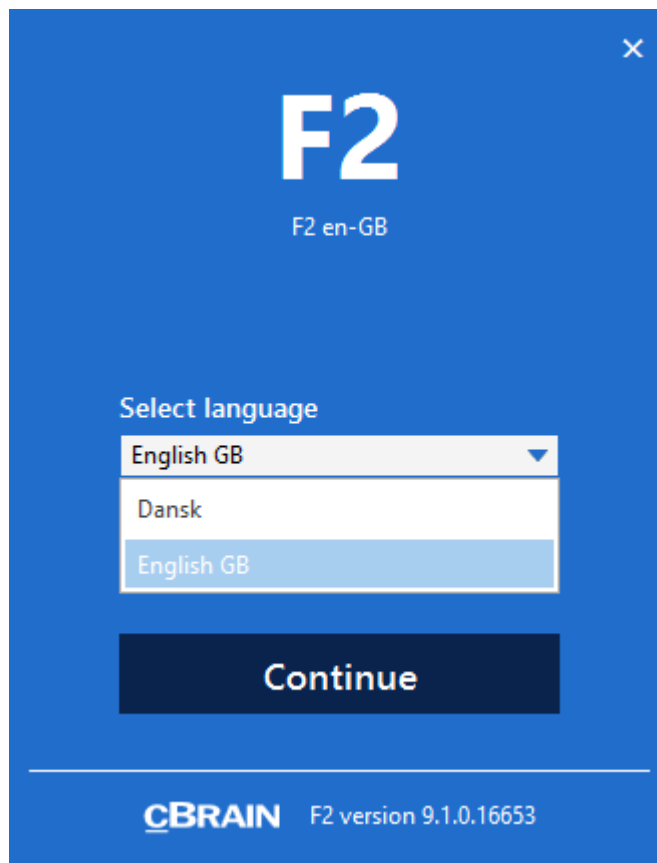 F2
F2 en-GB
Select language
English GB
Dansk
English GB
Continue
cBRAIN F2 version 9.1.0.16653